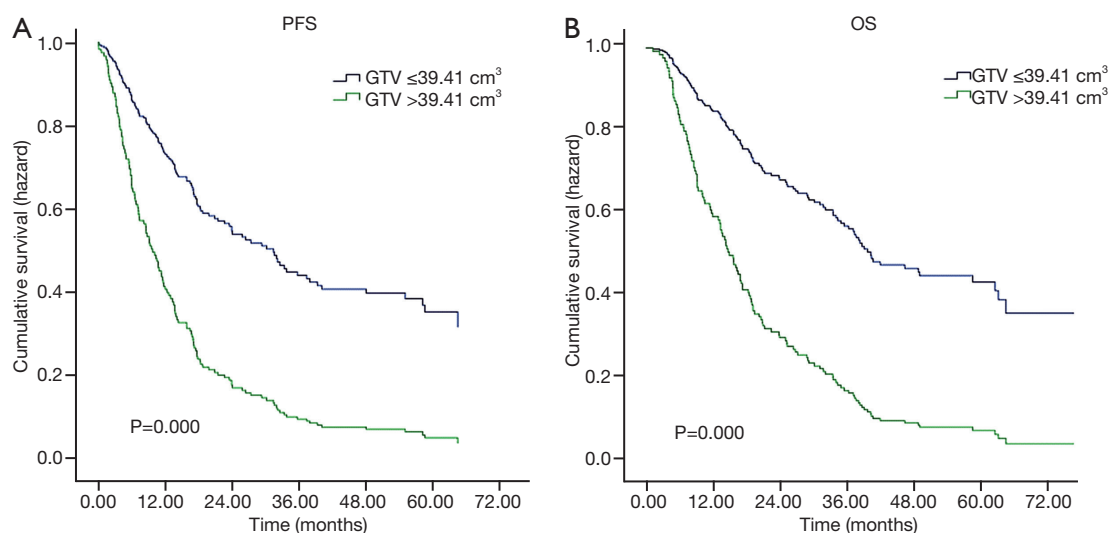 A
PFS
1.0
0.8
0.6
0.4
0.2
0.0
Cumulative survival (hazard)
GTV ≤39.41 cm³
GTV >39.41 cm³
P=0.000
0.00 12.00 24.00 36.00 48.00 60.00 72.00
Time (months)
B
OS
1.0
0.8
0.6
0.4
0.2
0.0
Cumulative survival (hazard)
GTV ≤39.41 cm³
GTV >39.41 cm³
P=0.000
0.00 12.00 24.00 36.00 48.00 60.00 72.00
Time (months)